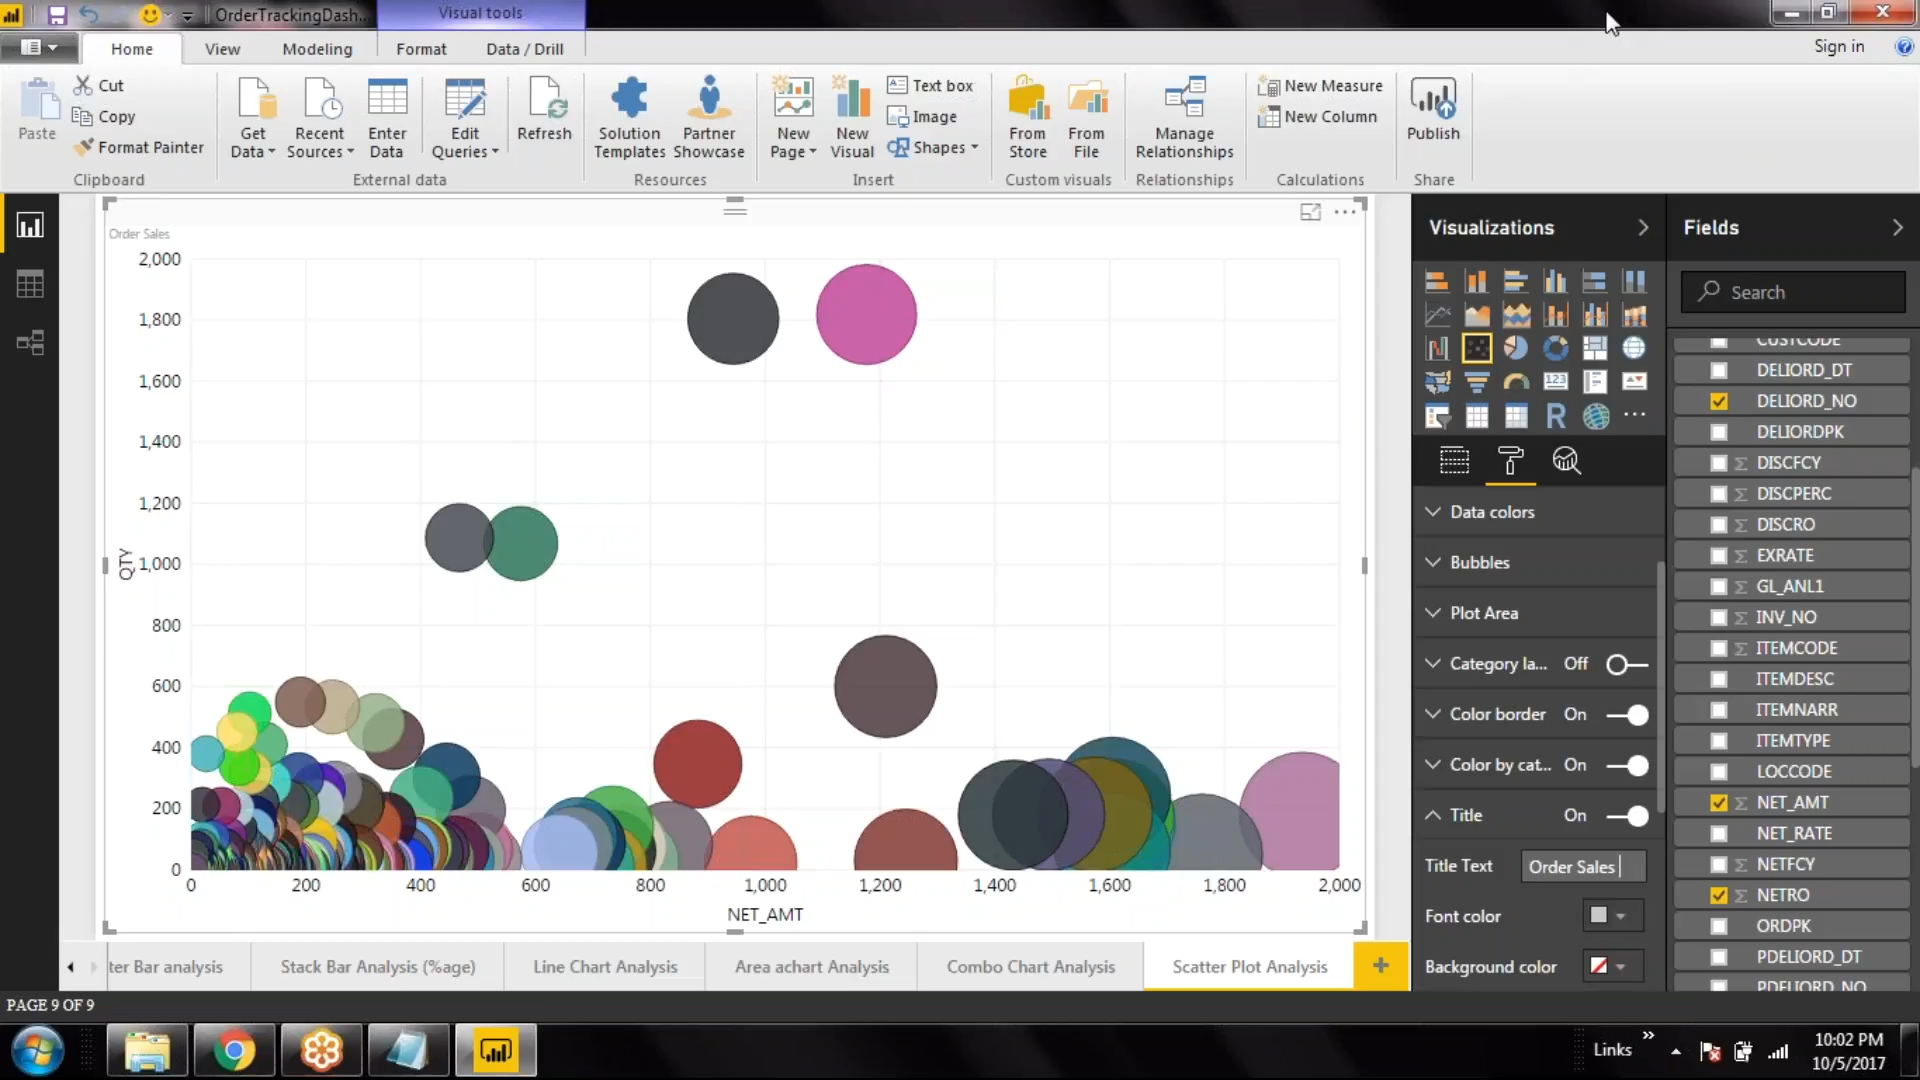 OrderTrackingDash...
Visual tools
Home
View
Modeling
Format
Data / Drill
Sign in
Paste
Cut
Copy
Format Painter
Clipboard
Get Data
Recent Sources
Enter Data
Edit Queries
Refresh
External data
Solution Templates
Partner Showcase
Resources
New Page
New Visual
Text box
Image
Shapes
Insert
From Store
From File
Custom visuals
Manage Relationships
Relationships
New Measure
New Column
Calculations
Publish
Share
Order Sales
2,000
1,800
1,600
1,400
1,200
1,000
800
600
400
200
0
QTY
0 200 400 600 800 1,000 1,200 1,400 1,600 1,800 2,000
NET_AMT
Visualizations
123
R
Data colors
Bubbles
Plot Area
Category la... Off
Color border On
Color by cat... On
Title On
Title Text Order Sales
Font color
Background color
Fields
Search
CUSTCODE
DELIORD_DT
DELIORD_NO
DELIORDPK
DISCFCY
DISCPERC
DISCRO
EXRATE
GL_ANL1
INV_NO
ITEMCODE
ITEMDESC
ITEMNARR
ITEMTYPE
LOCCODE
NET_AMT
NET_RATE
NETFCY
NETRO
ORDPK
PDELIORD_DT
PDELIORD_NO
ter Bar analysis
Stack Bar Analysis (%age)
Line Chart Analysis
Area achart Analysis
Combo Chart Analysis
Scatter Plot Analysis
PAGE 9 OF 9
Links
10:02 PM
10/5/2017